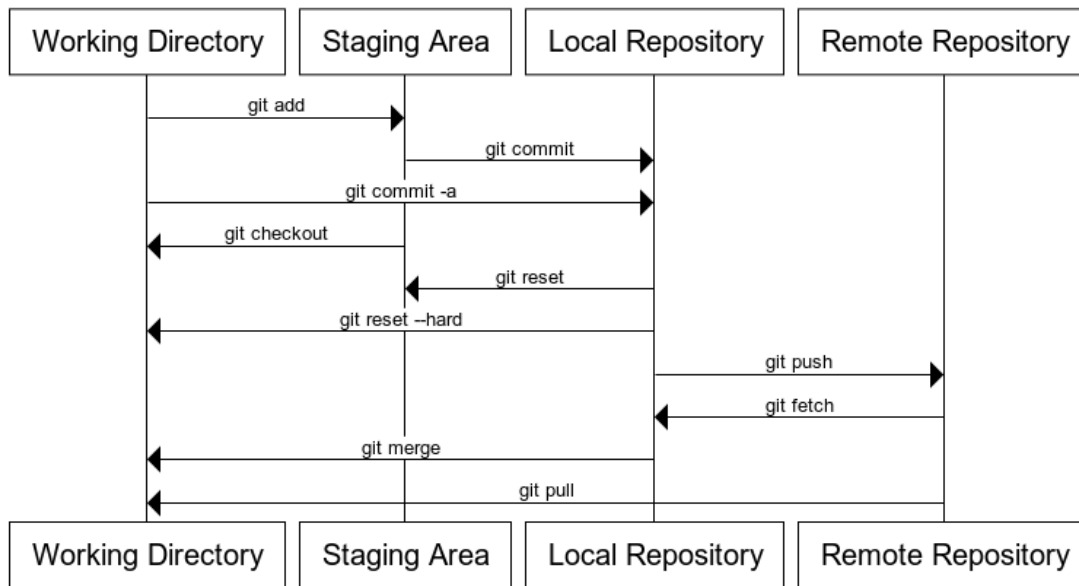 Working Directory
Staging Area
Local Repository
Remote Repository
git add
git commit
git commit -a
git checkout
git reset
git reset --hard
git push
git fetch
git merge
git pull
Working Directory
Staging Area
Local Repository
Remote Repository